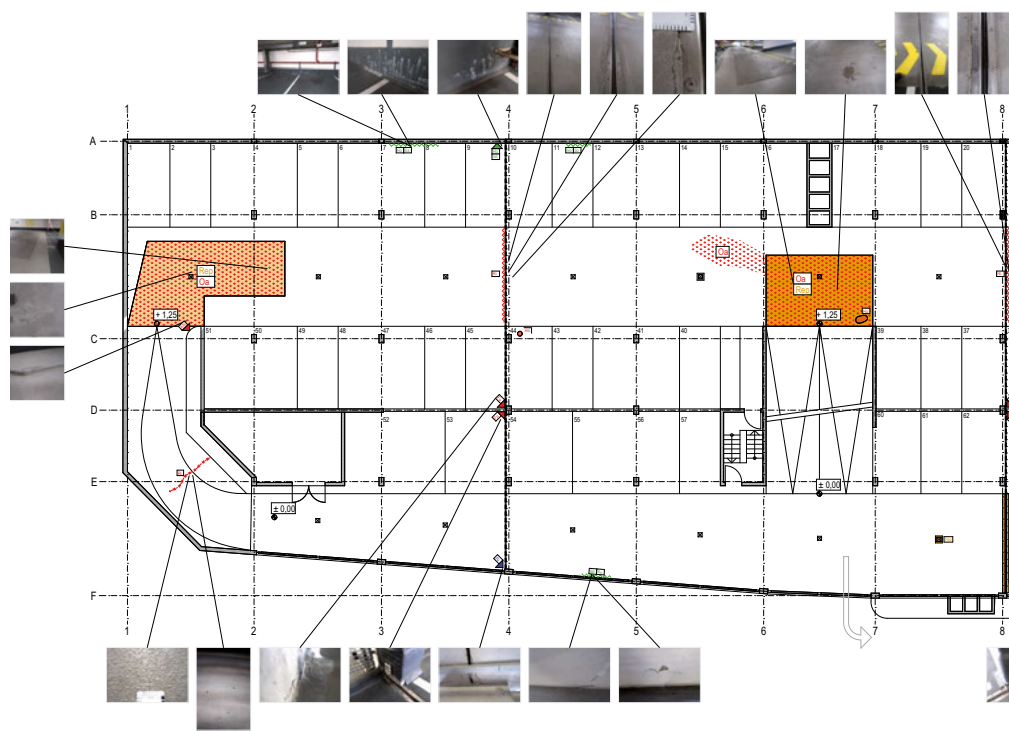 1 2 3 4 5 6 7 8
A
2 3 4 5 6 7 8 9 10 11 12 13 14 15 17 18 19 20
B
Oa
Rep
Oa
Oa
Rep
+ 1,25
+ 1,25
C
-51 -50 49 48 -47 46 45 -44 43 42 -41 40 -39 38 37
D
-52 53 -54 55 -56 57 -60 61 62
E
± 0,00
± 0,00
F
1 2 3 4 5 6 7 8